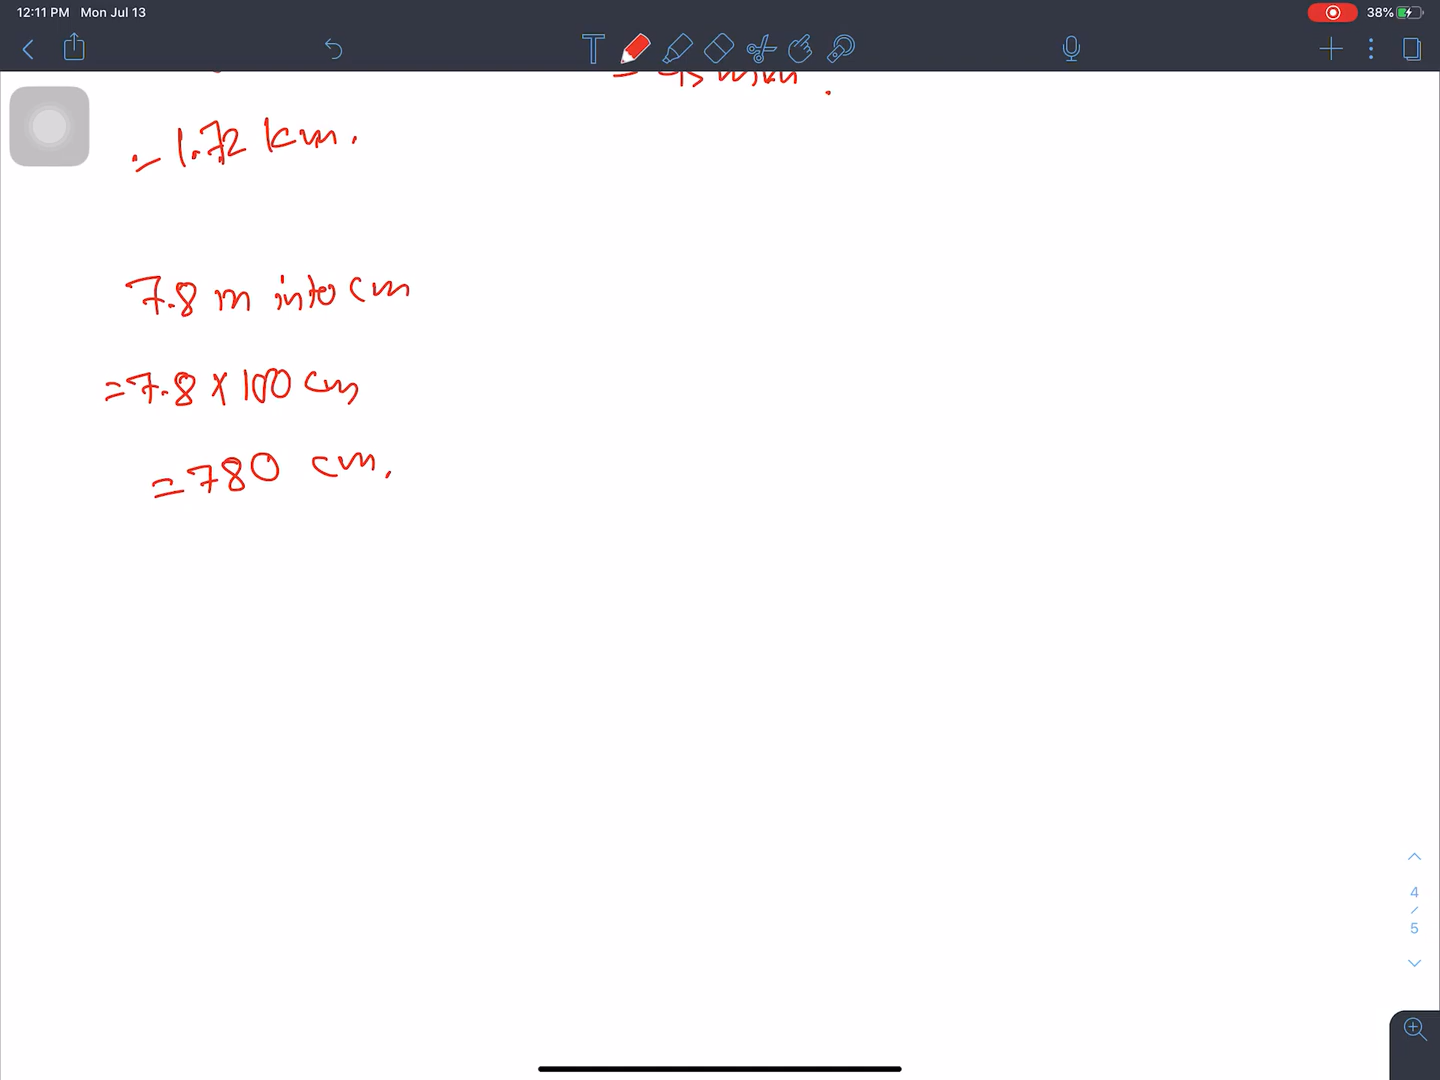 12:11 PM Mon Jul 13
38%
= 1.72 km.
7.8 m into cm
= 7.8 × 100 cm
= 780 cm.
4
/
5